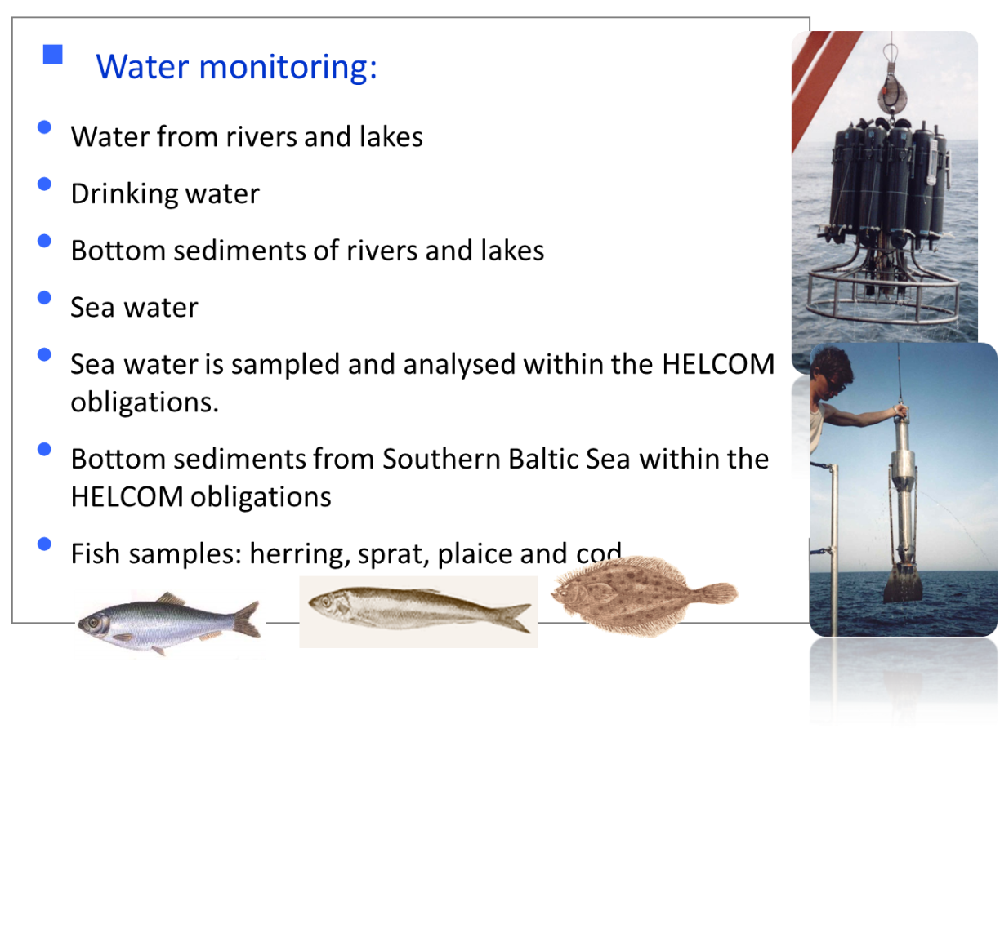 Water monitoring:
Water from rivers and lakes
Drinking water
Bottom sediments of rivers and lakes
Sea water
Sea water is sampled and analysed within the HELCOM
obligations.
Bottom sediments from Southern Baltic Sea within the
HELCOM obligations
Fish samples: herring, sprat, plaice and cod